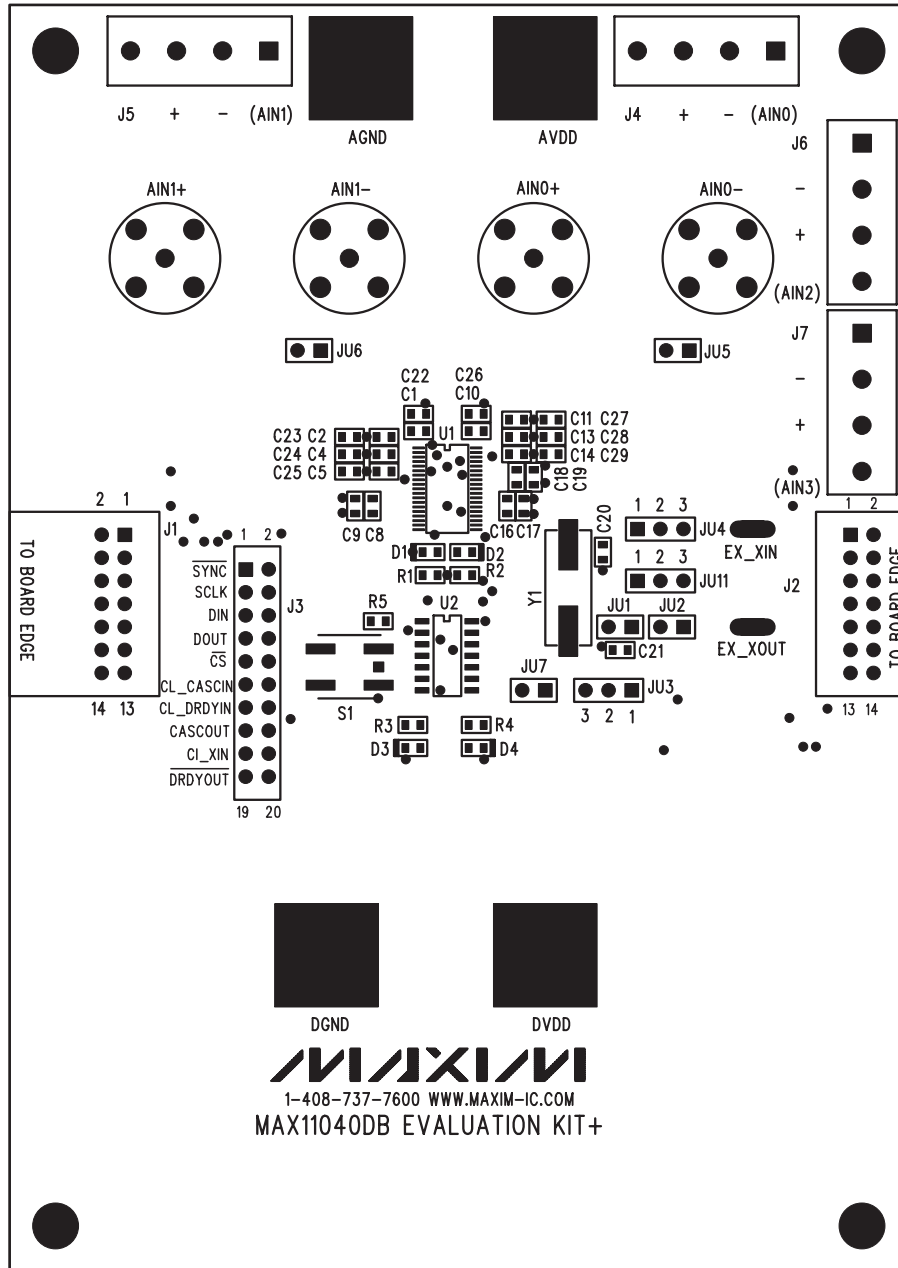 J5 + - (AIN1)
AGND
AVDD
J4 + - (AIN0)
J6
-
+
(AIN2)
AIN1+
AIN1-
AIN0+
AIN0-
JU6
JU5
J7
-
+
(AIN3)
C22
C1
C26
C10
U1
C23 C2
C24 C4
C25 C5
C11 C27
C13 C28
C14 C29
C18
C19
C9 C8
C16 C17
C20
2 1
J1
TO BOARD EDGE
14 13
1 2
J3
SYNC
SCLK
DIN
DOUT
CS
CL_CASCIN
CL_DRDYIN
CASCOUT
CI_XIN
DRDYOUT
19 20
D1
D2
R1
R2
R5
U2
S1
R3
R4
D3
D4
Y1
1 2 3
JU4
EX_XIN
1 2 3
JU11
JU1
JU2
EX_XOUT
C21
JU7
JU3
3 2 1
1 2
J2
TO BOARD EDGE
13 14
DGND
DVDD
MAXIM
1-408-737-7600 WWW.MAXIM-IC.COM
MAX11040DB EVALUATION KIT+